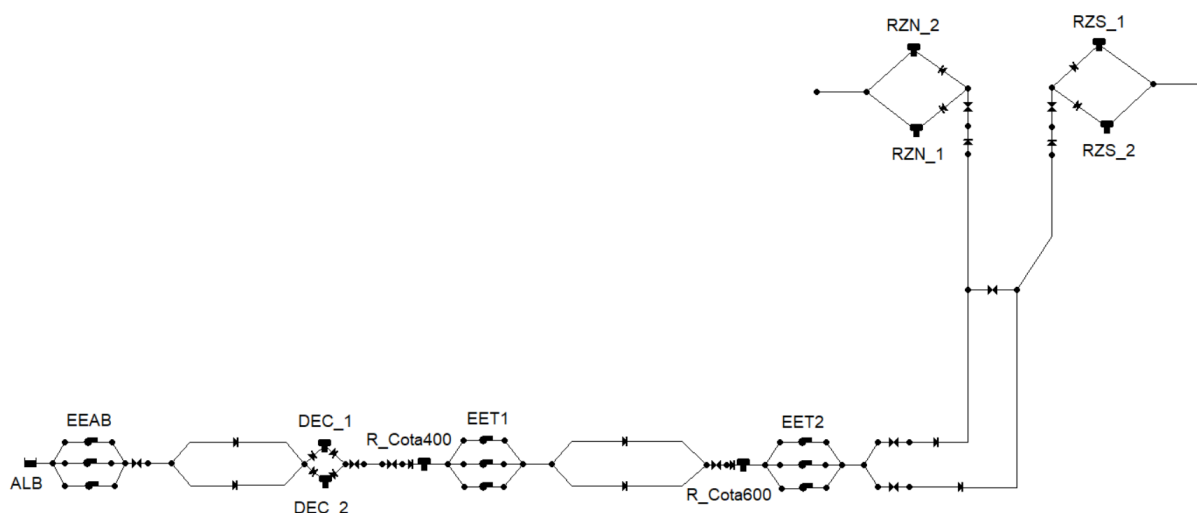 RZN_2
RZS_1
RZN_1
RZS_2
EEAB
DEC_1
R_Cota400
EET1
EET2
ALB
DEC_2
R_Cota600